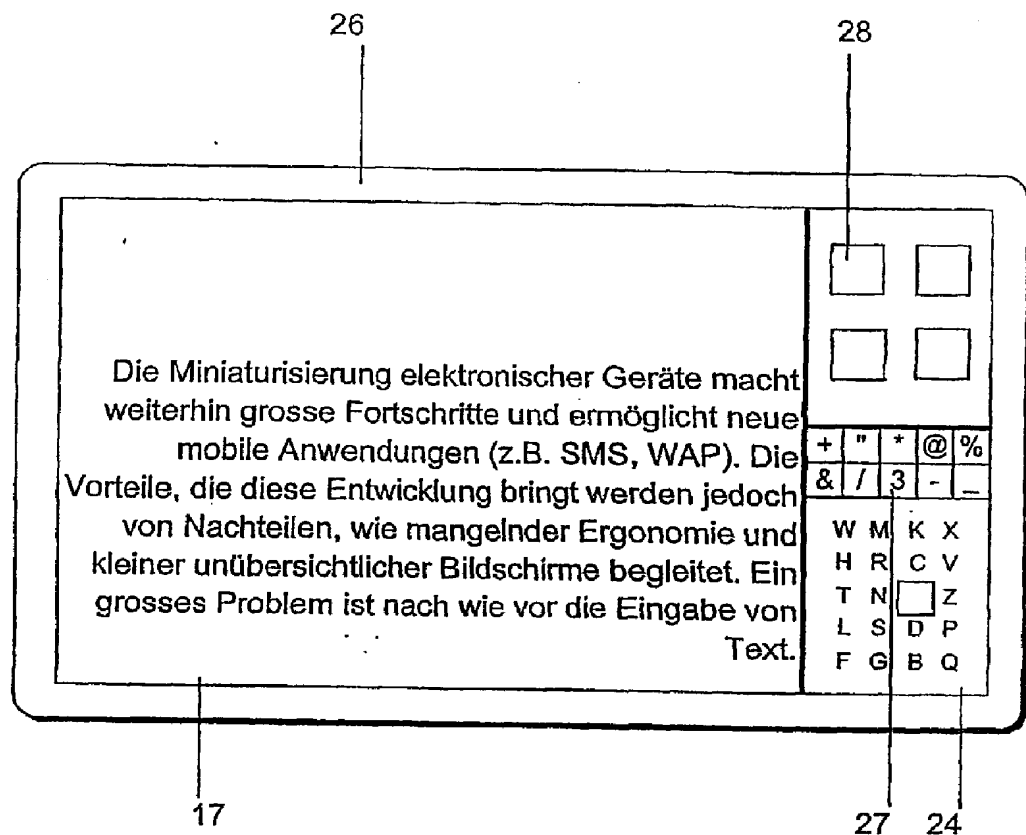 26
28
Die Miniaturisierung elektronischer Geräte macht
weiterhin grosse Fortschritte und ermöglicht neue
mobile Anwendungen (z.B. SMS, WAP). Die
Vorteile, die diese Entwicklung bringt werden jedoch
von Nachteilen, wie mangelnder Ergonomie und
kleiner unübersichtlicher Bildschirme begleitet. Ein
grosses Problem ist nach wie vor die Eingabe von
Text.
+ " * @ %
& / 3 - _
W M K X
H R C V
T N Z
L S D P
F G B Q
17
27
24